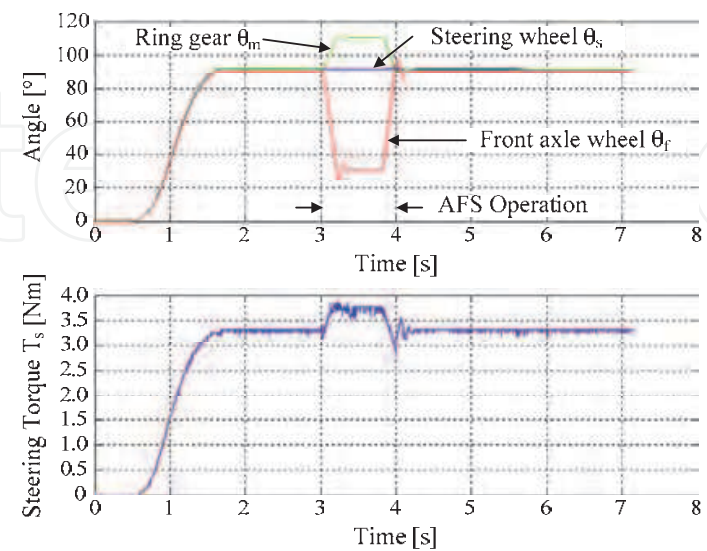 120
100
80
60
40
20
0
Angle [°]
Ring gear θm
Steering wheel θs
Front axle wheel θf
AFS Operation
0 1 2 3 4 5 6 7 8
Time [s]
4.0
3.5
3.0
2.5
2.0
1.5
1.0
0.5
0
Steering Torque Ts [Nm]
0 1 2 3 4 5 6 7 8
Time [s]